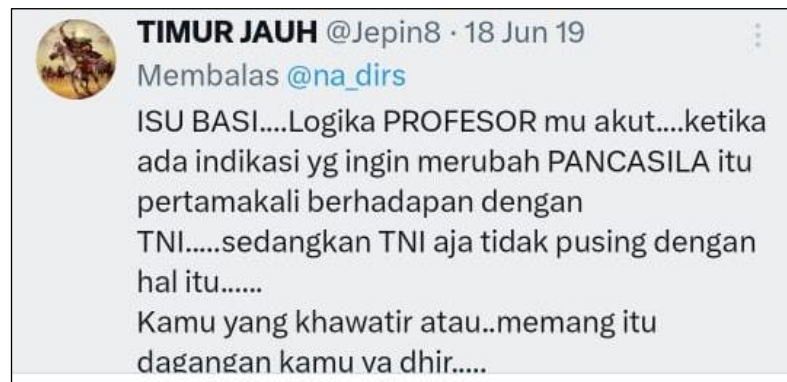 TIMUR JAUH @Jepin8 · 18 Jun 19
Membalas @na_dirs
ISU BASI....Logika PROFESOR mu akut....ketika
ada indikasi yg ingin merubah PANCASILA itu
pertamakali berhadapan dengan
TNI.....sedangkan TNI aja tidak pusing dengan
hal itu......
Kamu yang khawatir atau..memang itu
dagangan kamu ya dhir.....